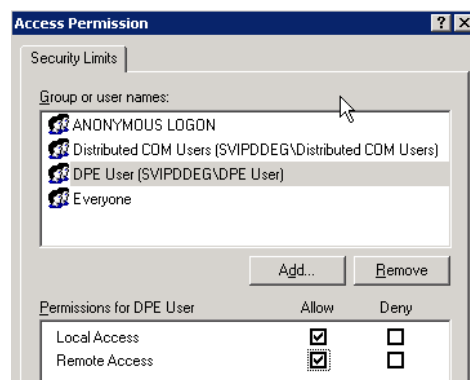 Access Permission
Security Limits
Group or user names:
ANONYMOUS LOGON
Distributed COM Users (SVIPDDEG\Distributed COM Users)
DPE User (SVIPDDEG\DPE User)
Everyone
Add... Remove
Permissions for DPE User Allow Deny
Local Access
Remote Access